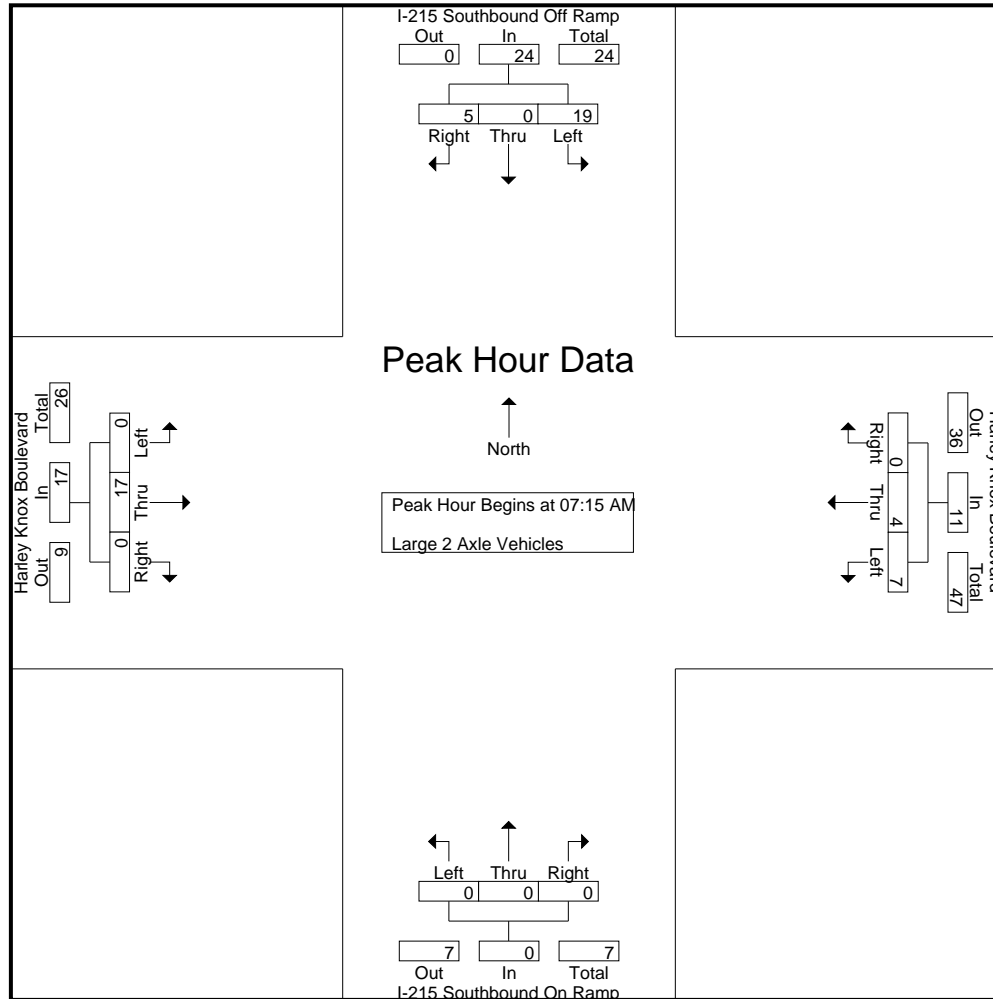 I-215 Southbound Off Ramp
Out In Total
0 24 24
5 0 19
Right Thru Left
Peak Hour Data
North
Peak Hour Begins at 07:15 AM
Large 2 Axle Vehicles
Harley Knox Boulevard
Total In Out
26 17 9
0 17 0
Left Thru Right
Right Thru Left
0 4 7
Out In Total
36 11 47
Harley Knox Boulevard
Left Thru Right
0 0 0
7 0 7
Out In Total
I-215 Southbound On Ramp